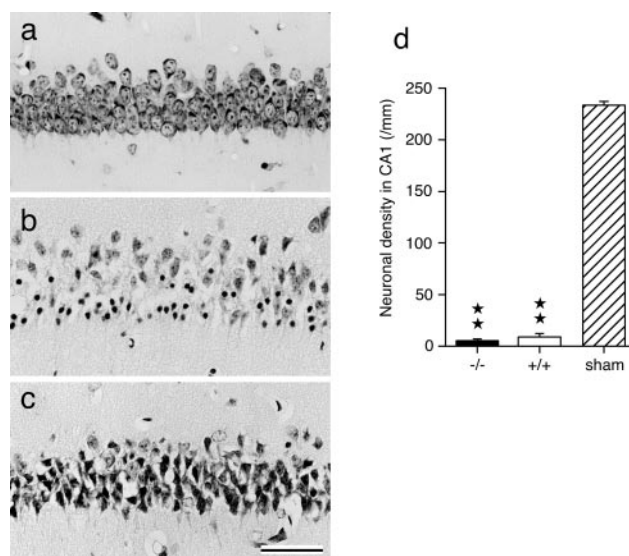 a
b
c
d
Neuronal density in CA1 (/mm)
250
200
150
100
50
0
-/-
+/+
sham